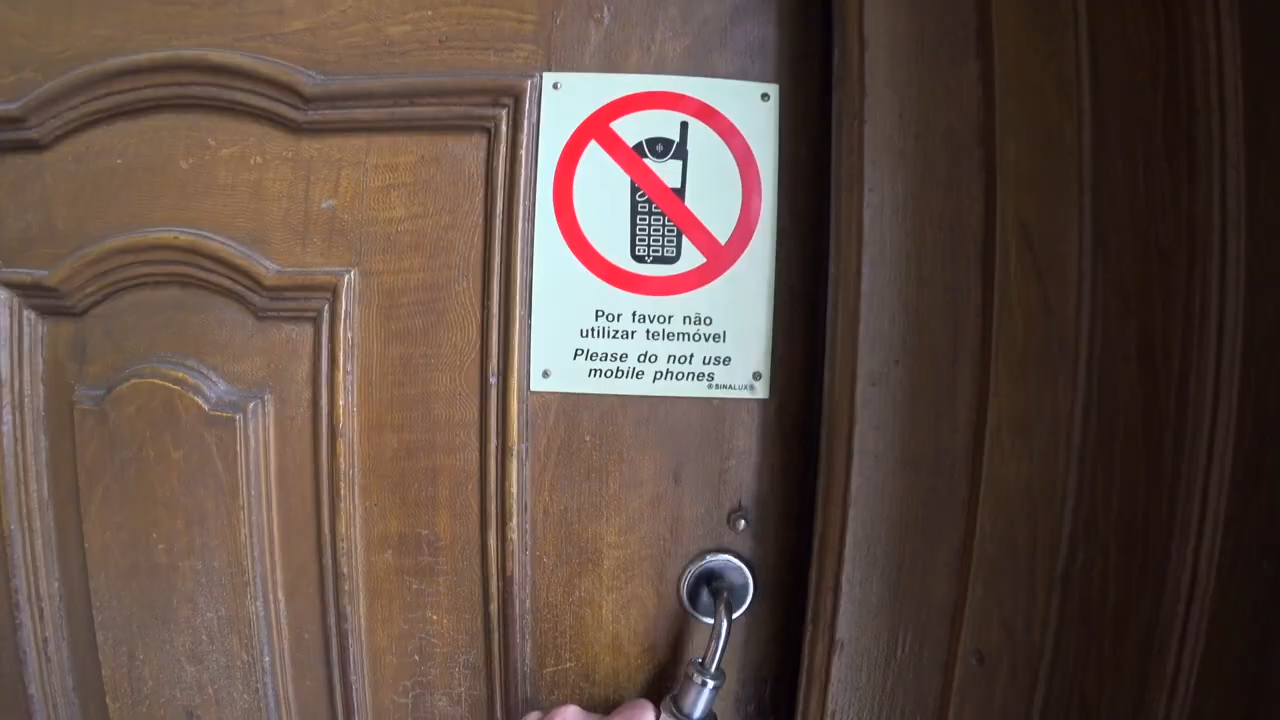 Por favor não
utilizar telemóvel
Please do not use
mobile phones
®SINALUX®